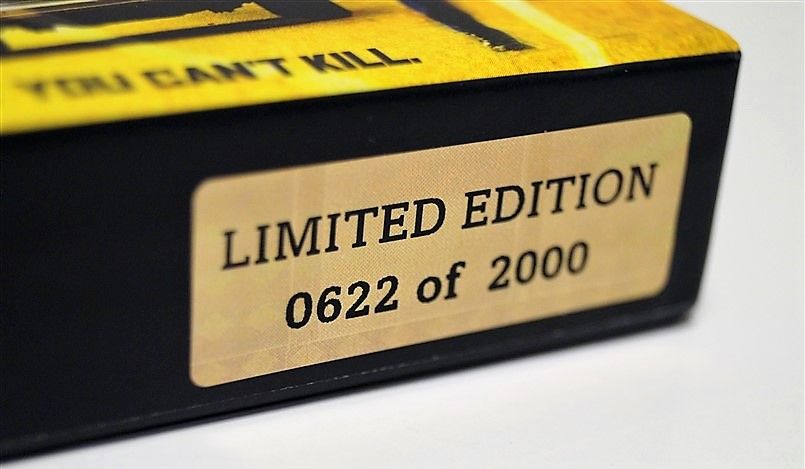 YOU CAN'T KILL.
LIMITED EDITION
0622 of 2000